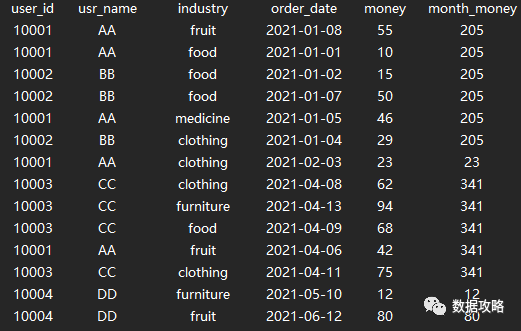 user_id usr_name industry order_date money month_money
10001 AA fruit 2021-01-08 55 205
10001 AA food 2021-01-01 10 205
10002 BB food 2021-01-02 15 205
10002 BB food 2021-01-07 50 205
10001 AA medicine 2021-01-05 46 205
10002 BB clothing 2021-01-04 29 205
10001 AA clothing 2021-02-03 23 23
10003 CC clothing 2021-04-08 62 341
10003 CC furniture 2021-04-13 94 341
10003 CC food 2021-04-09 68 341
10001 AA fruit 2021-04-06 42 341
10003 CC clothing 2021-04-11 75 341
10004 DD furniture 2021-05-10 12 12
10004 DD fruit 2021-06-12 80 80
数据攻略